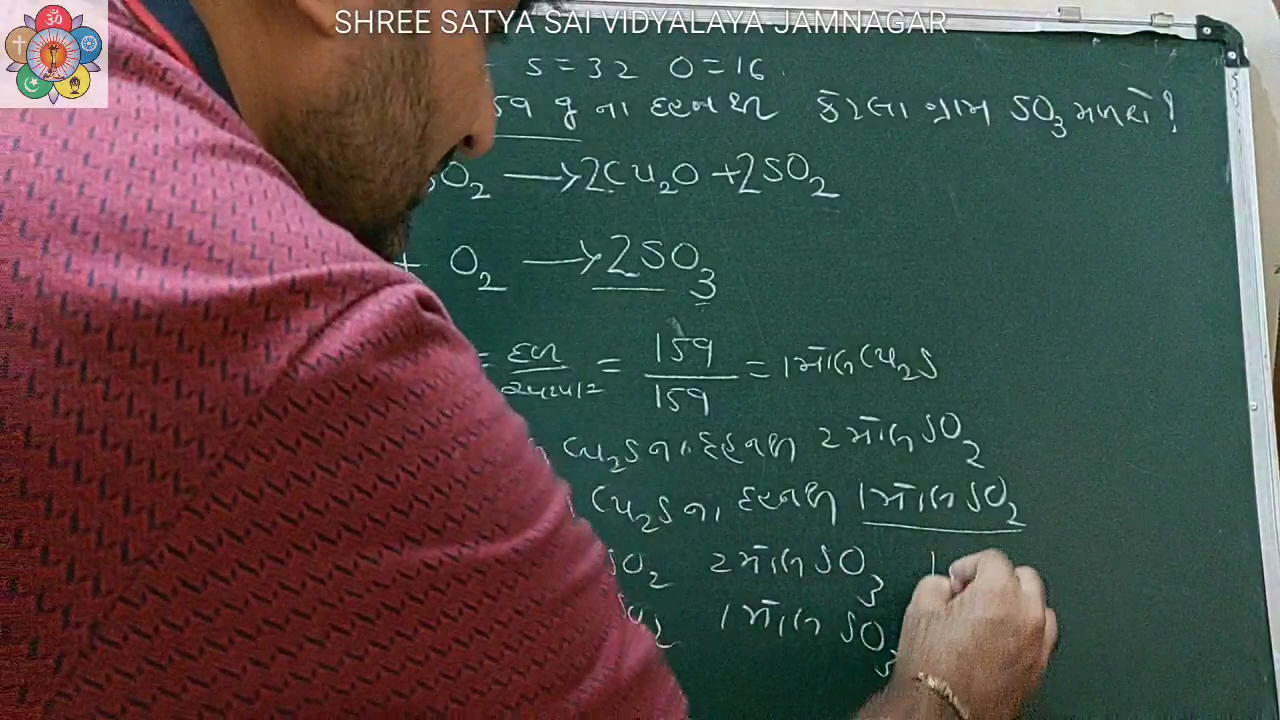 SHREE SATYA SAI VIDYALAYA JAMNAGAR
S = 32 O = 16
59 g ના દહનથી કેટલા ગ્રામ SO3 મળશે?
SO2 → 2Cu2O + 2SO2
+ O2 → 2SO3
= દળ / અણુભાર = 159 / 159 = 1 મોલ Cu2S
Cu2S ના દહનથી 2 મોલ SO2
Cu2S ના દહનથી 1 મોલ SO2
SO2 2 મોલ SO3
1 મોલ SO3